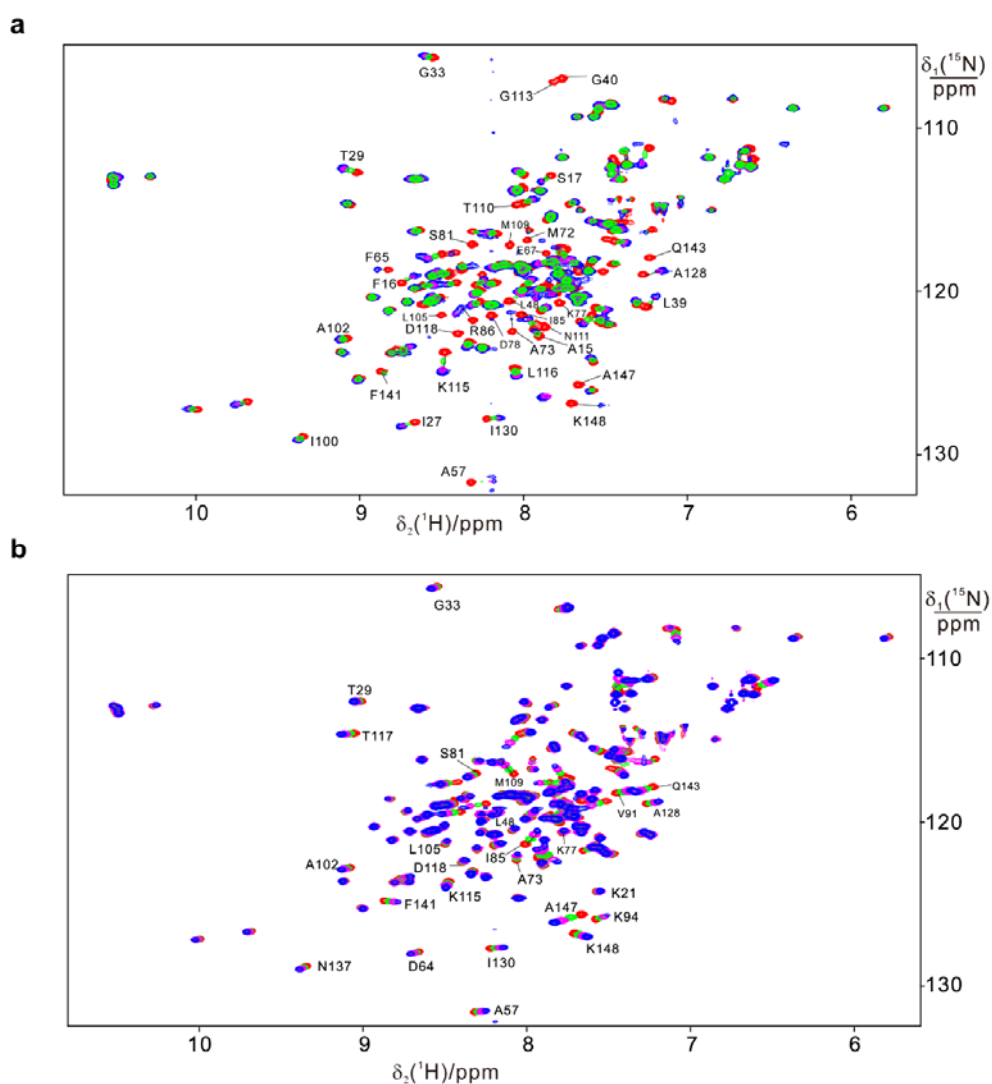 a
G33
G113
G40
δ₁(¹⁵N)
ppm
110
T29
S17
T110
M109
M72
S81
E67
Q143
F65
A128
F16
120
L39
L48
K77
L105
I85
D118
R86
N111
D78
A73
A15
A102
L116
A147
F141
K115
K148
I27
I130
I100
130
A57
10
9
8
7
6
δ₂(¹H)/ppm
b
G33
δ₁(¹⁵N)
ppm
110
T29
T117
S81
M109
Q143
V91
A128
120
L48
L105
I85
K77
A102
D118
A73
K115
K21
F141
A147
K94
K148
N137
D64
I130
130
A57
10
9
8
7
6
δ₂(¹H)/ppm